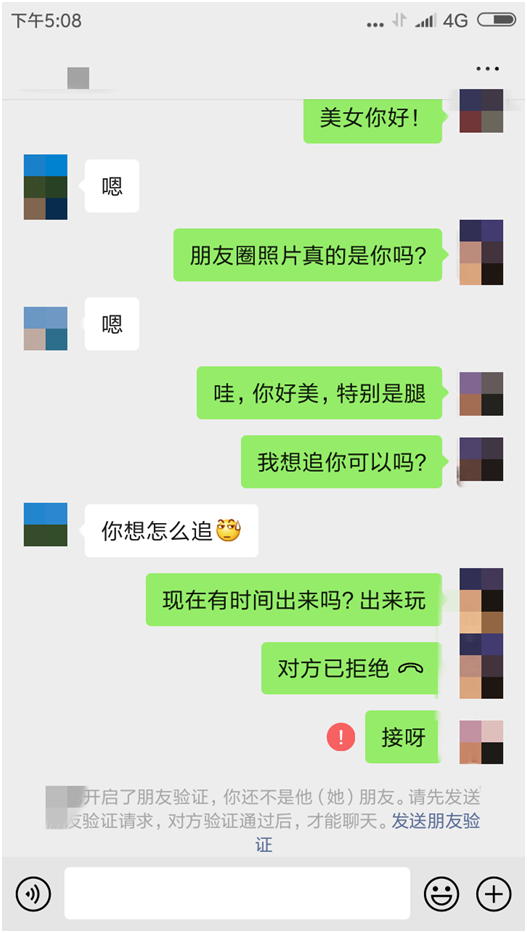 下午5:08 ... 4G
...
美女你好！
嗯
朋友圈照片真的是你吗？
嗯
哇，你好美，特别是腿
我想追你可以吗？
你想怎么追
现在有时间出来吗？出来玩
对方已拒绝
! 接呀
开启了朋友验证，你还不是他（她）朋友。请先发送
友验证请求，对方验证通过后，才能聊天。发送朋友验
证